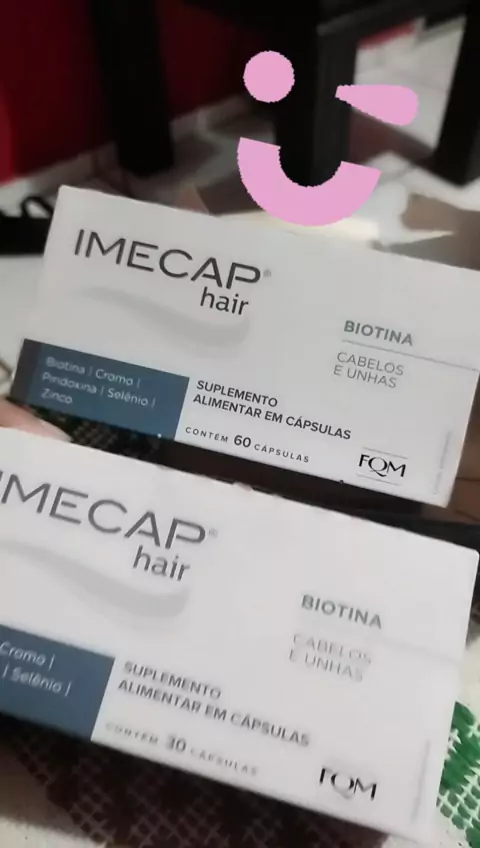 IMECAP®
hair
BIOTINA
CABELOS
E UNHAS
Biotina | Cromo |
Piridoxina | Selênio |
Zinco
SUPLEMENTO
ALIMENTAR EM CÁPSULAS
CONTÉM 60 CÁPSULAS
FQM
IMECAP®
hair
BIOTINA
CABELOS
E UNHAS
Cromo |
| Selênio |
SUPLEMENTO
ALIMENTAR EM CÁPSULAS
CONTÉM 30 CÁPSULAS
FQM